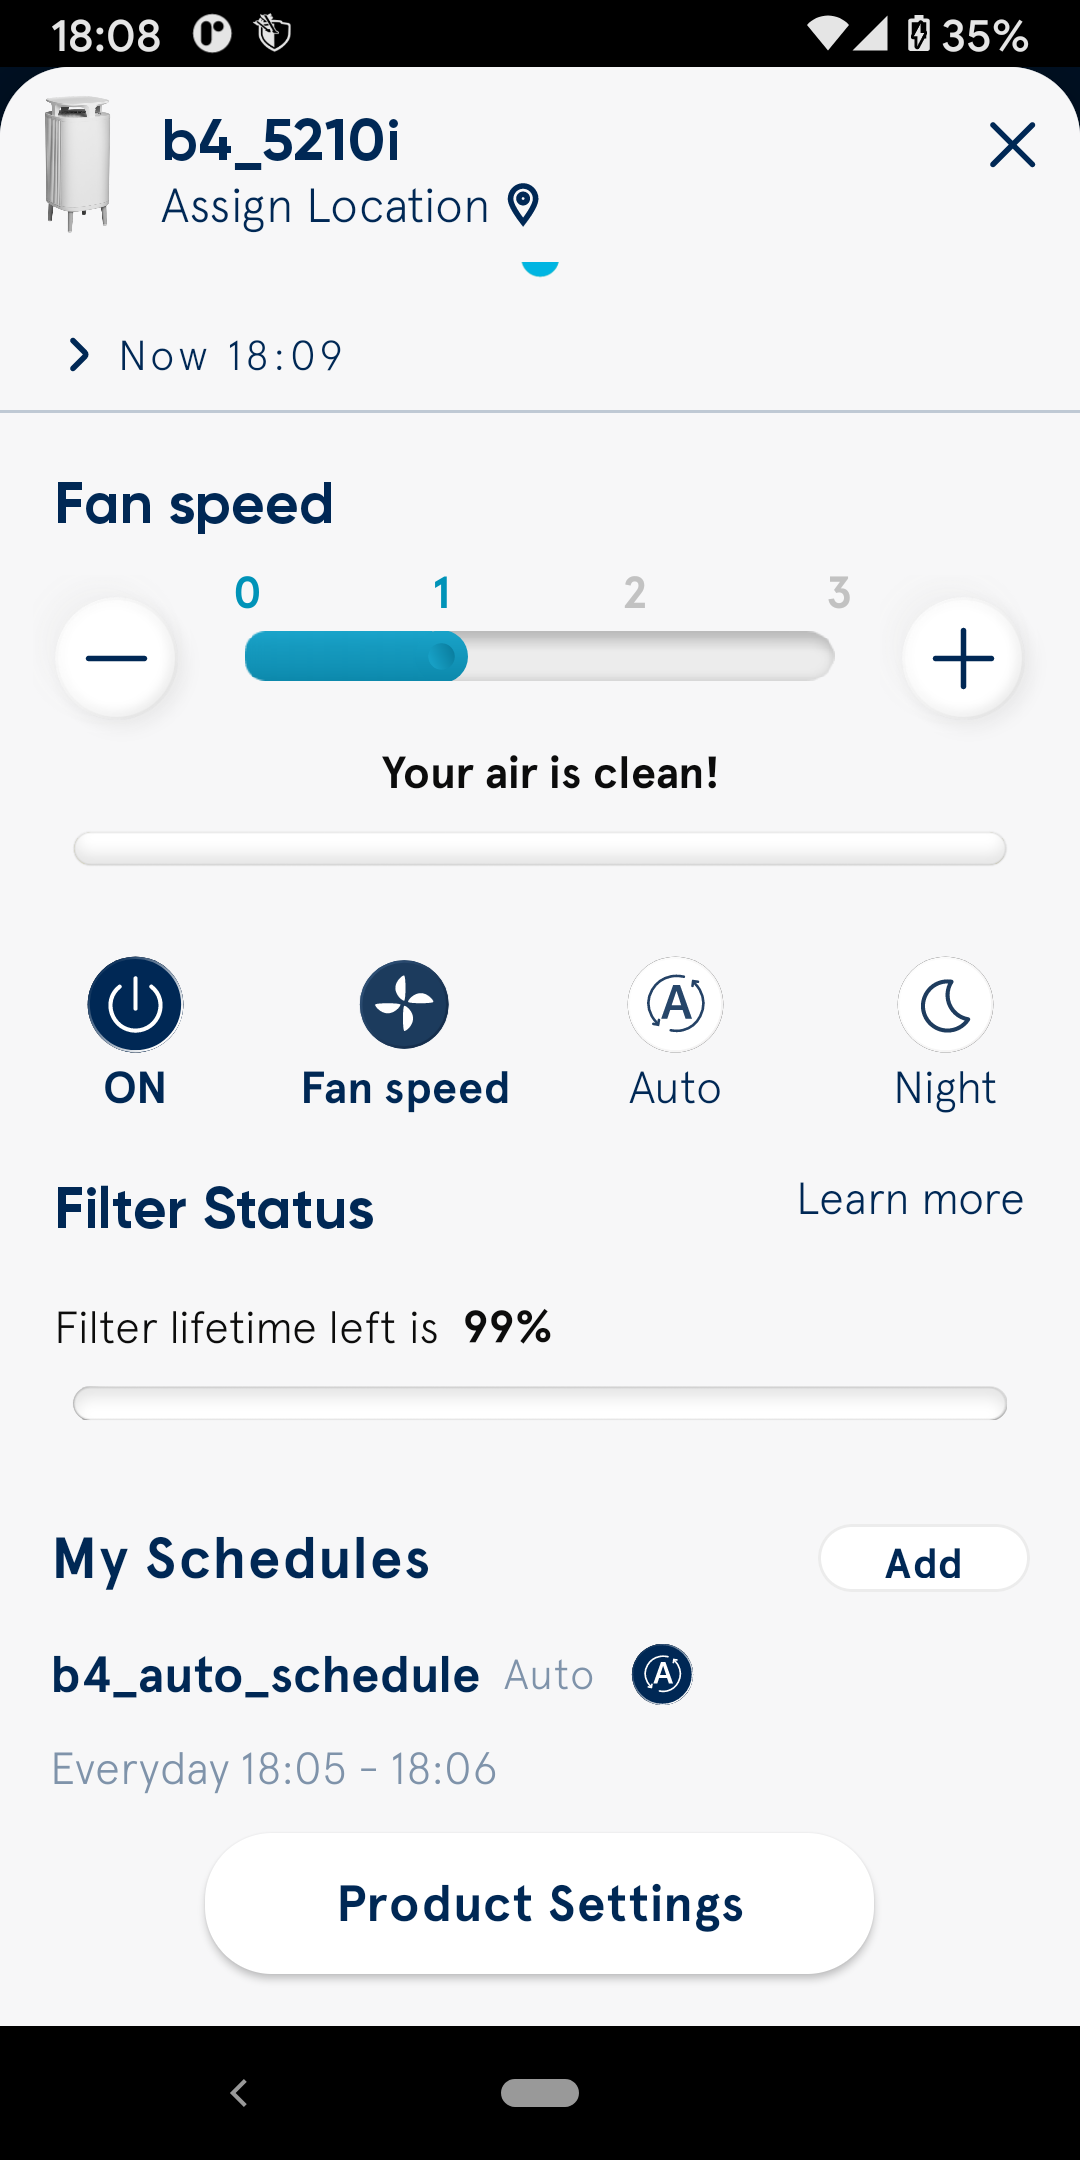 18:08 35%
b4_5210i
Assign Location
Now 18:09
Fan speed
0 1 2 3
Your air is clean!
ON Fan speed Auto Night
Filter Status Learn more
Filter lifetime left is 99%
My Schedules Add
b4_auto_schedule Auto A
Everyday 18:05 - 18:06
Product Settings